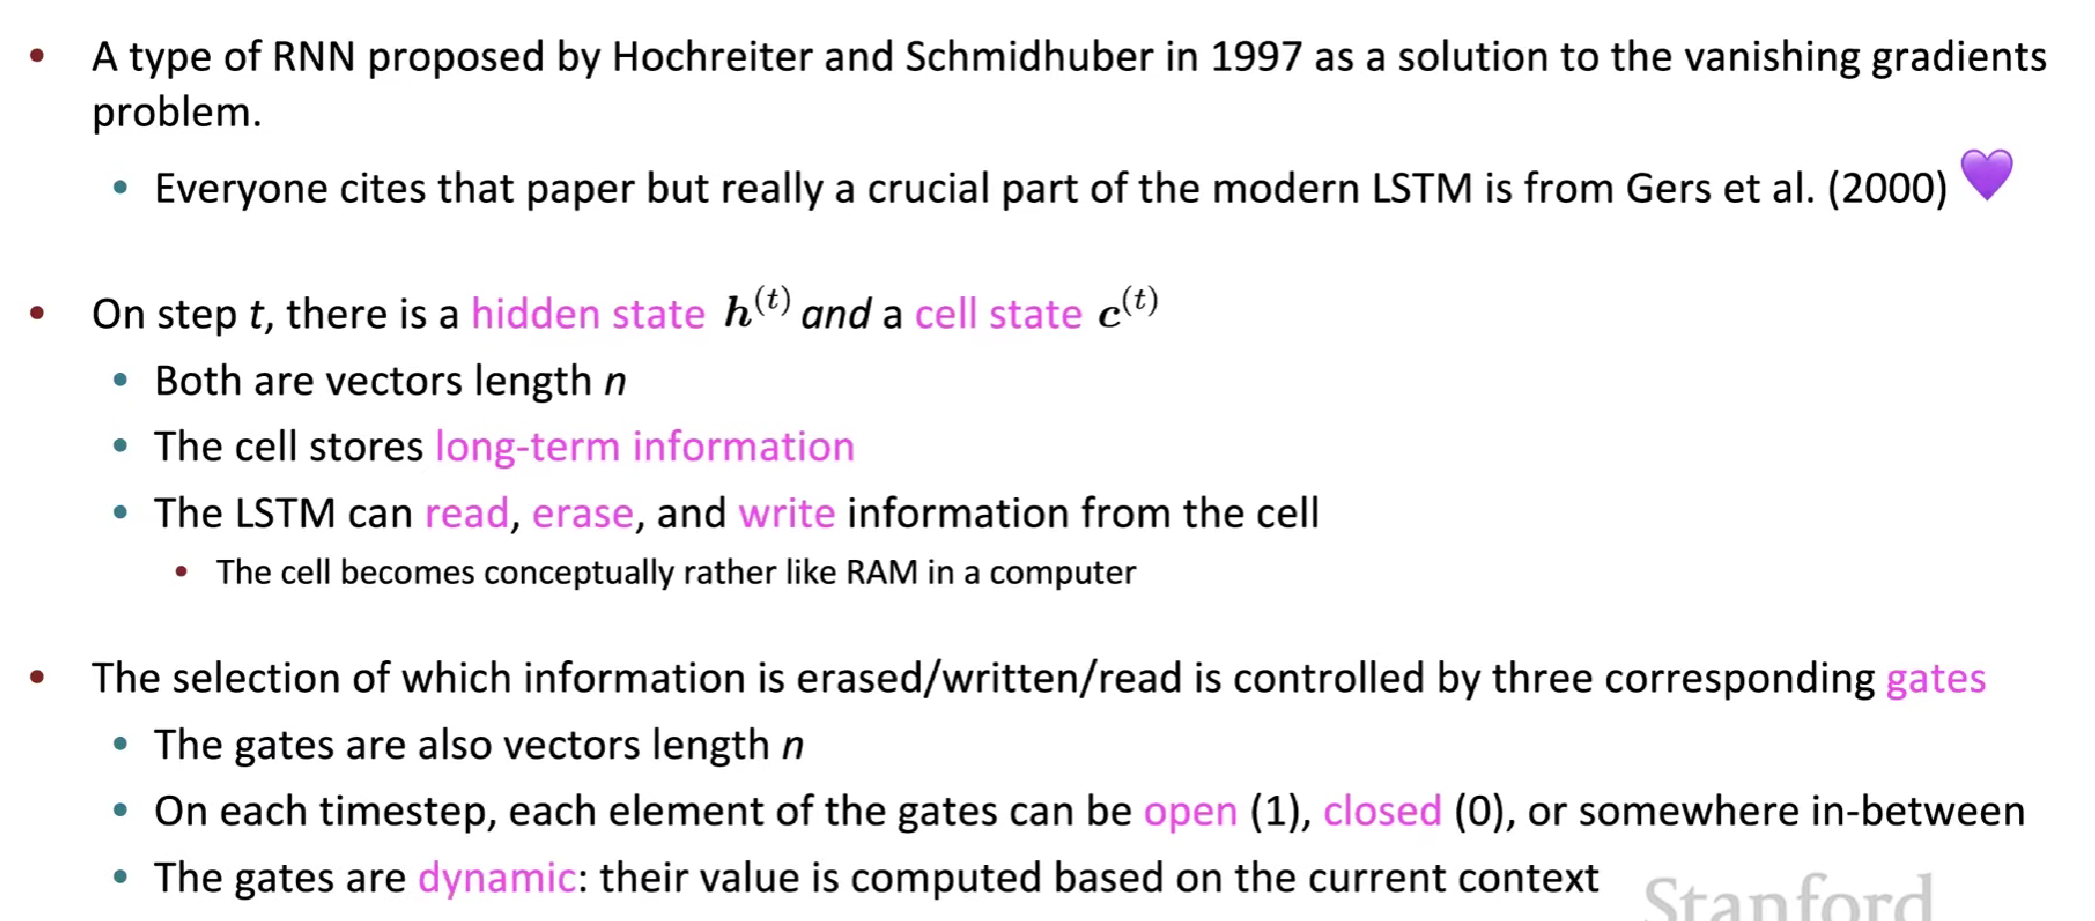 • A type of RNN proposed by Hochreiter and Schmidhuber in 1997 as a solution to the vanishing gradients
problem.
• Everyone cites that paper but really a crucial part of the modern LSTM is from Gers et al. (2000) 💜
• On step t, there is a hidden state h^(t) and a cell state c^(t)
• Both are vectors length n
• The cell stores long-term information
• The LSTM can read, erase, and write information from the cell
• The cell becomes conceptually rather like RAM in a computer
• The selection of which information is erased/written/read is controlled by three corresponding gates
• The gates are also vectors length n
• On each timestep, each element of the gates can be open (1), closed (0), or somewhere in-between
• The gates are dynamic: their value is computed based on the current context
Stanford